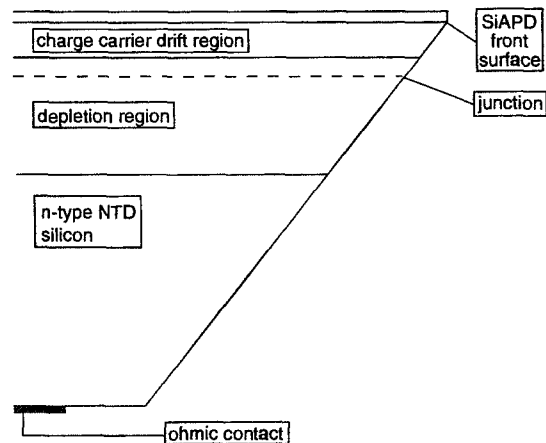 charge carrier drift region
SiAPD
front
surface
junction
depletion region
n-type NTD
silicon
ohmic contact